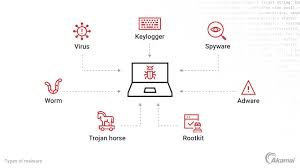 Keylogger
Virus
Spyware
Worm
Adware
Trojan horse
Rootkit
Types of malware
Akamai